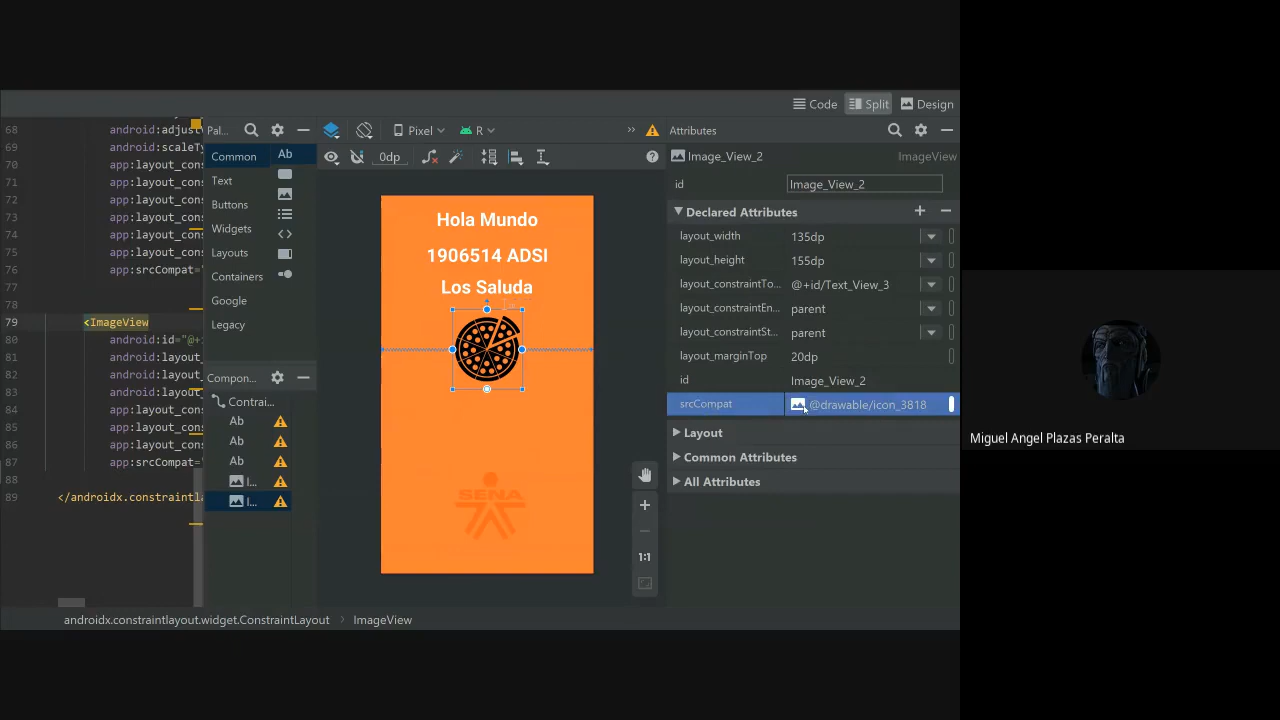 Code Split Design
68 android:adjust
69 android:scaleTy
70 app:layout_cons
71 app:layout_cons
72 app:layout_cons
73 app:layout_cons
74 app:layout_cons
75 app:layout_cons
76 app:srcCompat="
77
78
79 <ImageView
80 android:id="@+
81 android:layout_
82 android:layout_
83 android:layout_
84 app:layout_cons
85 app:layout_cons
86 app:layout_cons
87 app:srcCompat="
88
89 </androidx.constraintla
Pal...
Common
Text
Buttons
Widgets
Layouts
Containers
Google
Legacy
Ab
Compon...
Contrai...
Ab
Ab
Ab
I...
I...
Pixel R
0dp
Hola Mundo
1906514 ADSI
Los Saluda
SENA
1:1
Attributes
Image_View_2 ImageView
id Image_View_2
Declared Attributes
layout_width 135dp
layout_height 155dp
layout_constraintTo... @+id/Text_View_3
layout_constraintEn... parent
layout_constraintSt... parent
layout_marginTop 20dp
id Image_View_2
srcCompat @drawable/icon_3818
Layout
Common Attributes
All Attributes
androidx.constraintlayout.widget.ConstraintLayout ImageView
Miguel Angel Plazas Peralta